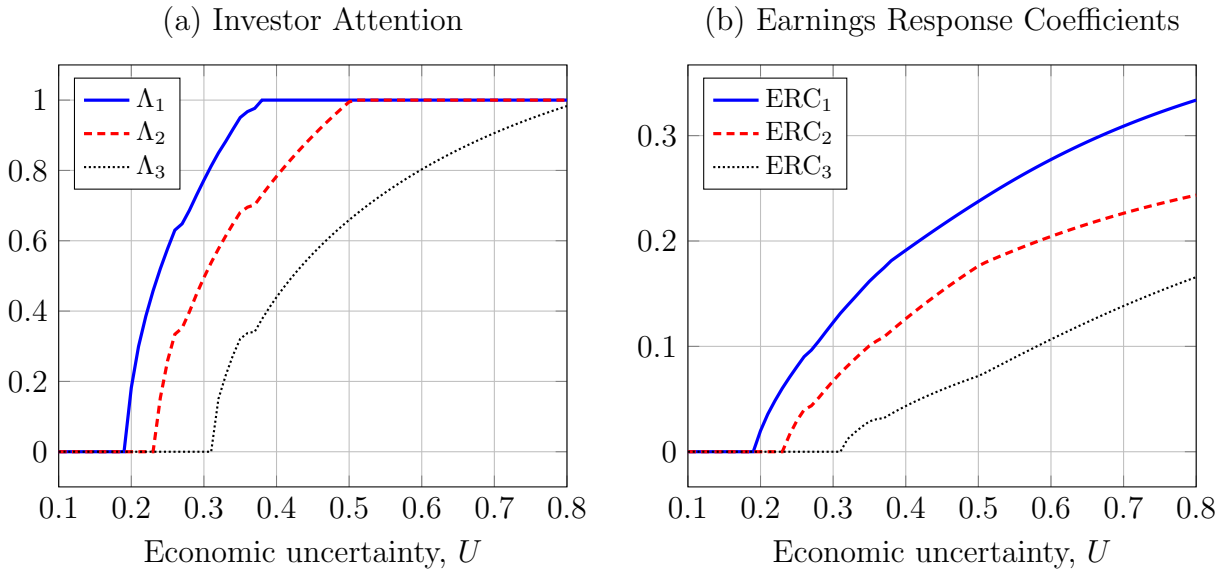 (a) Investor Attention
1
0.8
0.6
0.4
0.2
0
0.1 0.2 0.3 0.4 0.5 0.6 0.7 0.8
Economic uncertainty, U
Λ1
Λ2
Λ3
(b) Earnings Response Coefficients
0.3
0.2
0.1
0
0.1 0.2 0.3 0.4 0.5 0.6 0.7 0.8
Economic uncertainty, U
ERC1
ERC2
ERC3